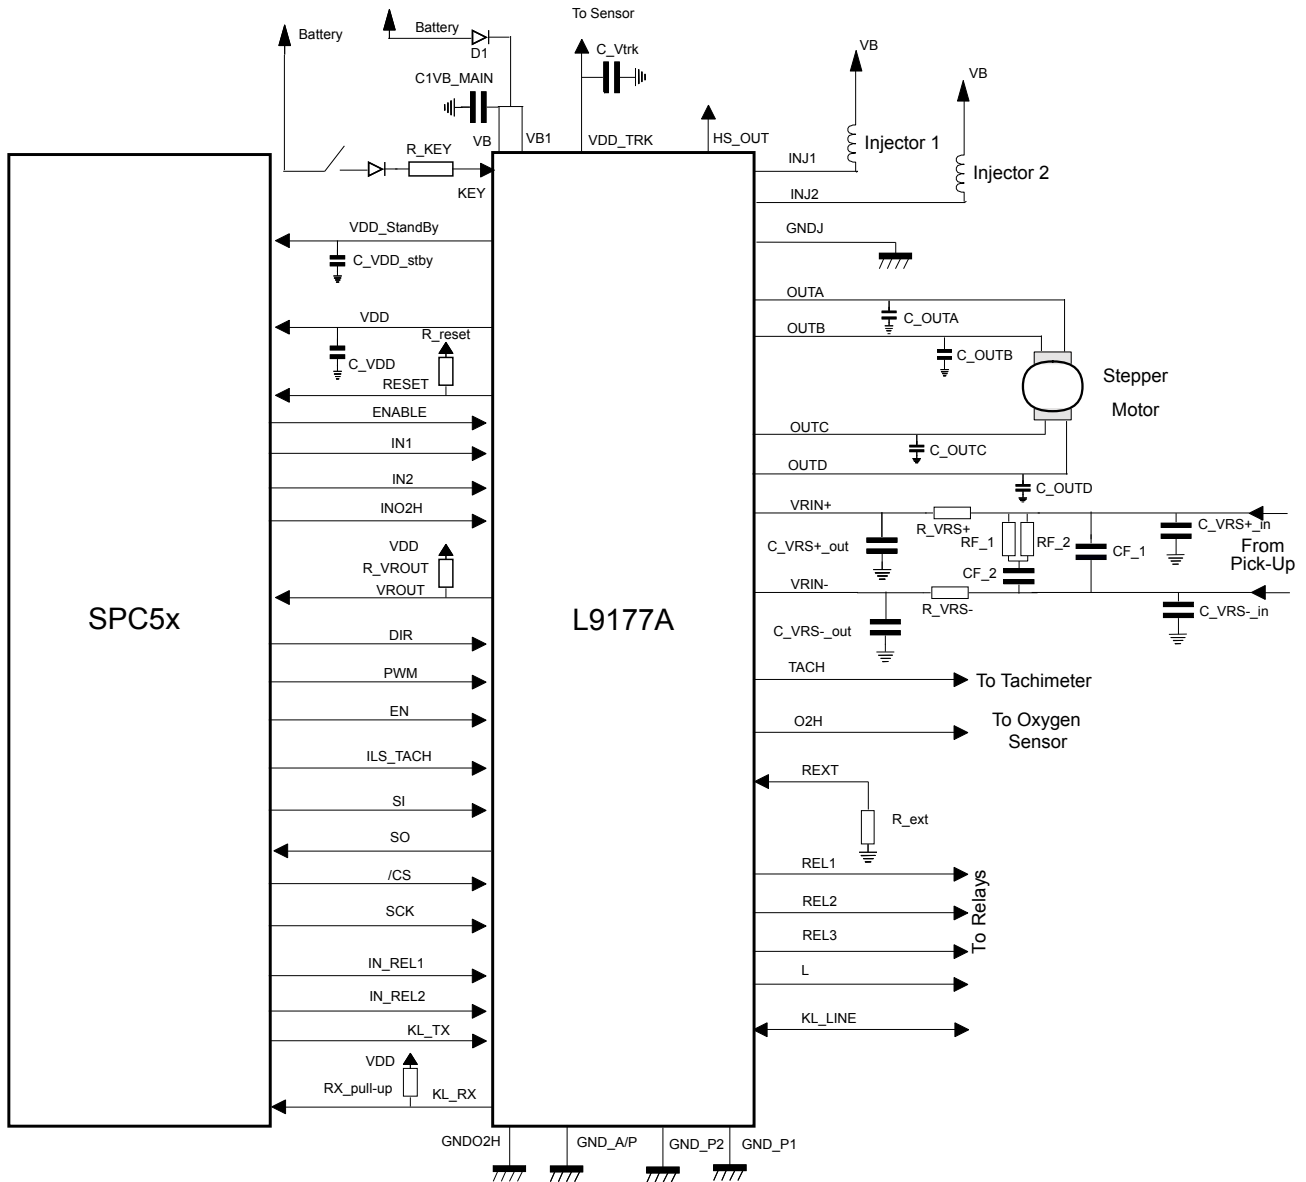 To Sensor
Battery
Battery
D1
C_Vtrk
C1VB_MAIN
VB
VB
VB
VB1
VDD_TRK
HS_OUT
R_KEY
KEY
INJ1
Injector 1
INJ2
Injector 2
VDD_StandBy
C_VDD_stby
GNDJ
VDD
R_reset
C_VDD
RESET
ENABLE
IN1
IN2
INO2H
VDD
R_VROUT
VROUT
DIR
PWM
EN
ILS_TACH
SI
SO
/CS
SCK
IN_REL1
IN_REL2
KL_TX
VDD
RX_pull-up
KL_RX
SPC5x
L9177A
OUTA
C_OUTA
OUTB
C_OUTB
Stepper
Motor
OUTC
C_OUTC
OUTD
C_OUTD
VRIN+
R_VRS+
C_VRS+_in
C_VRS+_out
RF_1
RF_2
CF_1
From
Pick-Up
CF_2
VRIN-
R_VRS-
C_VRS-_in
C_VRS-_out
TACH
To Tachimeter
O2H
To Oxygen
Sensor
REXT
R_ext
REL1
REL2
REL3
To Relays
L
KL_LINE
GNDO2H
GND_A/P
GND_P2
GND_P1